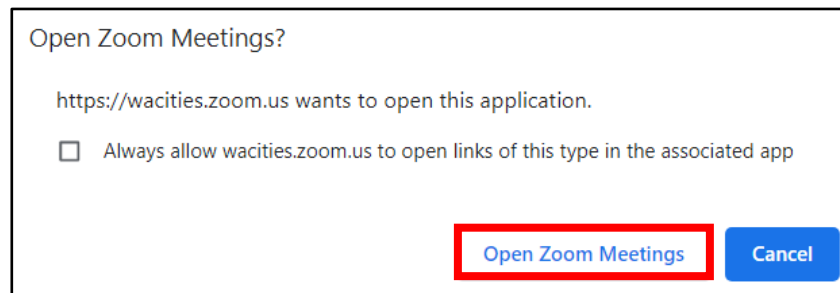 Open Zoom Meetings?
https://wacities.zoom.us wants to open this application.
Always allow wacities.zoom.us to open links of this type in the associated app
Open Zoom Meetings Cancel